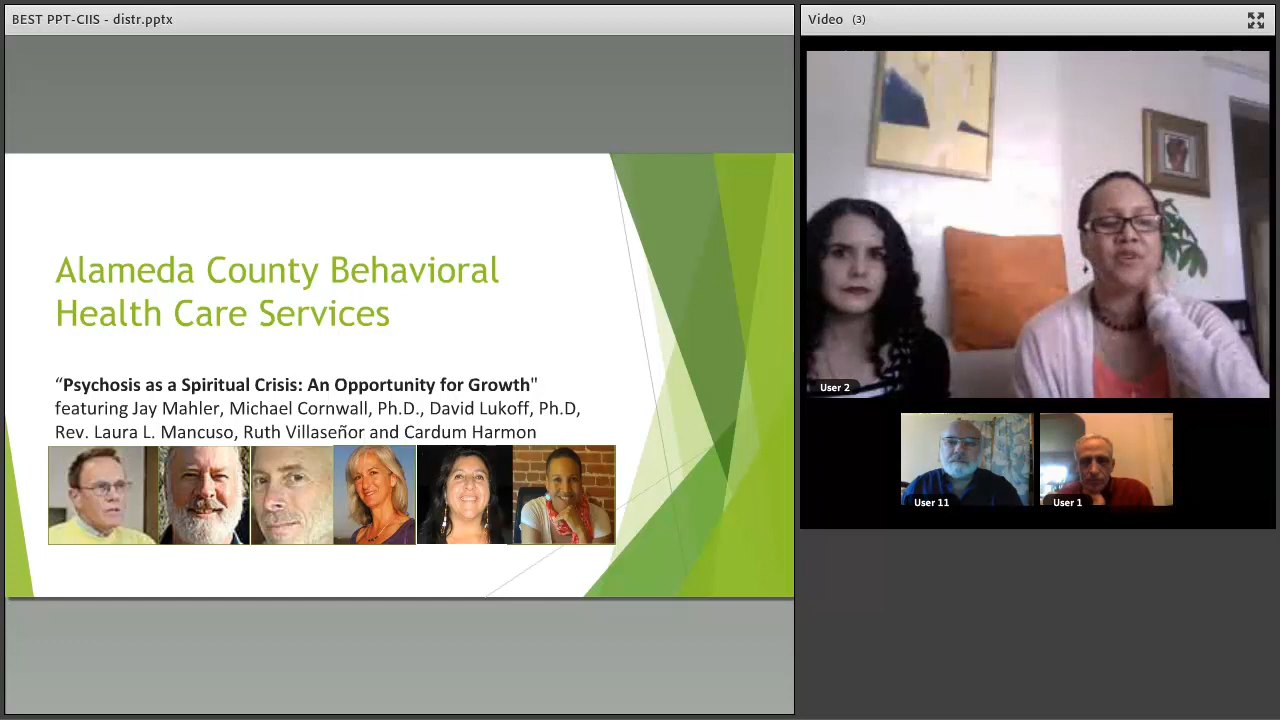 BEST PPT-CIIS - distr.pptx
Alameda County Behavioral
Health Care Services
“Psychosis as a Spiritual Crisis: An Opportunity for Growth"
featuring Jay Mahler, Michael Cornwall, Ph.D., David Lukoff, Ph.D,
Rev. Laura L. Mancuso, Ruth Villaseñor and Cardum Harmon
Video (3)
User 2
User 11
User 1